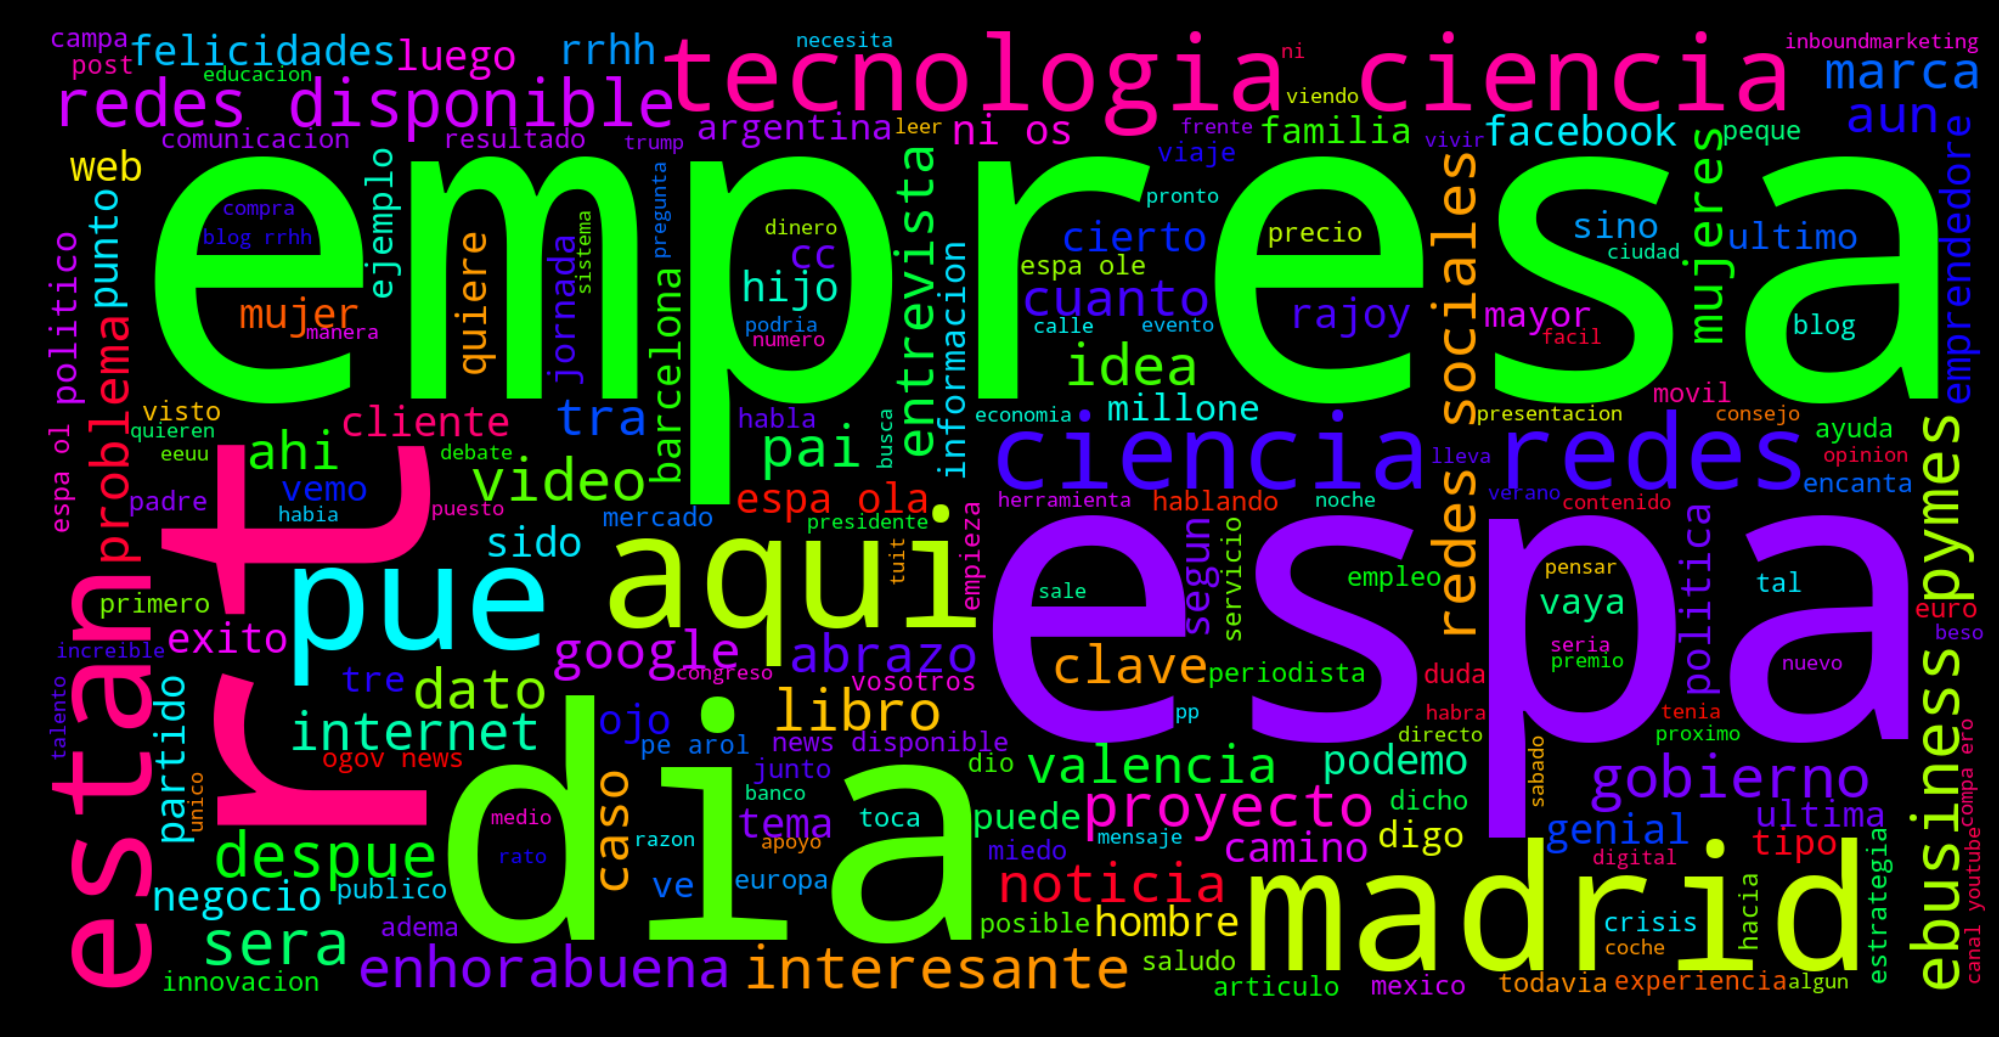 campa
felicidades
luego
rrhh
necesita
tecnologia ciencia
ni
inboundmarketing
post
educacion
viendo
marca
redes disponible
aun
comunicacion
resultado
trump
argentina
leer
ni os
frente
familia
vivir
facebook
peque
web
ejemplo
pregunta
entrevista
viaje
redes sociales
mujeres
emprendedore
empresa
pronto
punto
compra
blog rrhh
sistema
dinero
cc
cierto
precio
sino
ultimo
ciudad
politico
quiere
jornada
barcelona
hijo
informacion
espa ole
cuanto
rajoy
mayor
blog
mujer
manera
podria
numero
calle
evento
facil
problema
idea
movil
visto
cliente
tra
habla
busca
economia
millone
presentacion
consejo
quieren
espa ol
eeuu
ahi
debate
pai
ciencia redes
lleva
ayuda
opinion
ebusiness pymes
padre
vemo
video
espa ola
herramienta
hablando
noche
verano
contenido
encanta
habia
puesto
mercado
presidente
rt
sido
aqui
tuit
empieza
segun
servicio
espa
politica
estan
primero
pue
sale
empleo
pensar
vaya
tal
euro
increible
exito
google
congreso
abrazo
clave
periodista
seria
premio
nuevo
beso
talento
partido
tre
dato
vosotros
duda
libro
pp
habra
tenia
internet
ojo
pe arol
news disponible
directo
proximo
compa ero
unico
ogov news
dia
junto
dio
valencia
podemo
sabado
gobierno
caso
banco
medio
tema
toca
puede
proyecto
dicho
ultima
canal youtube
despue
rato
razon
apoyo
miedo
mensaje
camino
digo
genial
tipo
digital
estrategia
negocio
publico
ve
europa
noticia
madrid
hacia
adema
posible
hombre
crisis
sera
coche
innovacion
enhorabuena
interesante
saludo
articulo
mexico
todavia
experiencia
algun